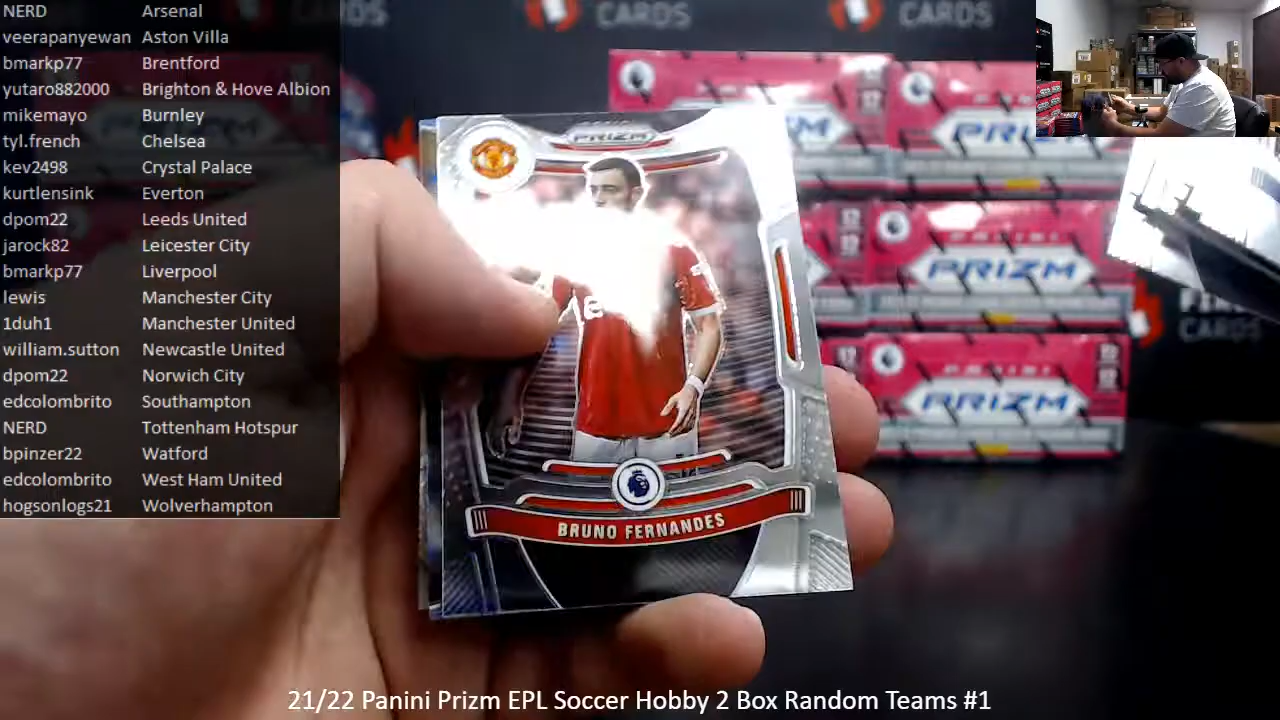 NERD Arsenal
veerapanyewan Aston Villa
bmarkp77 Brentford
yutaro882000 Brighton & Hove Albion
mikemayo Burnley
tyl.french Chelsea
kev2498 Crystal Palace
kurtlensink Everton
dpom22 Leeds United
jarock82 Leicester City
bmarkp77 Liverpool
lewis Manchester City
1duh1 Manchester United
william.sutton Newcastle United
dpom22 Norwich City
edcolombrito Southampton
NERD Tottenham Hotspur
bpinzer22 Watford
edcolombrito West Ham United
hogsonlogs21 Wolverhampton
CARDS
CARDS
PRIZM
BRUNO FERNANDES
PANINI
PRIZM
PANINI
PRIZM
CARDS
21/22 Panini Prizm EPL Soccer Hobby 2 Box Random Teams #1